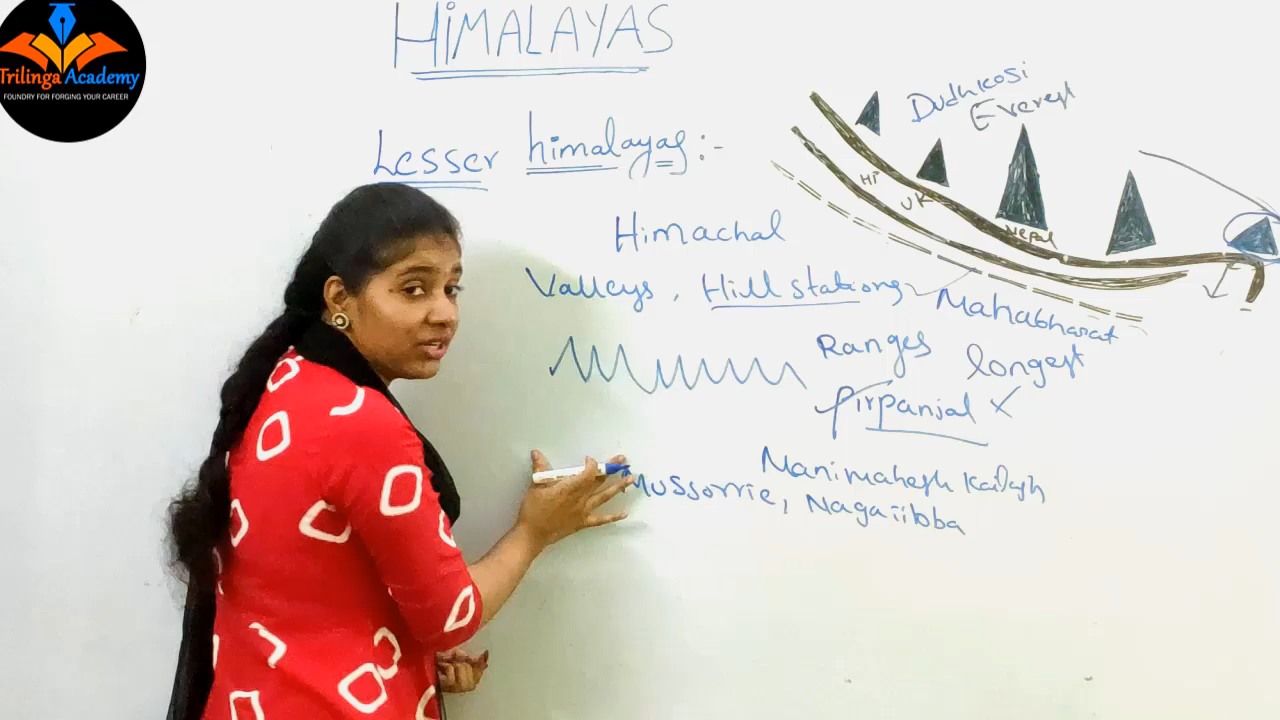 Trilinga Academy
FOUNDRY FOR FORGING YOUR CAREER
HiMALAYAS
Lesser himalayas :-
Dudhkosi
Everest
HP
UK
Nepal
Himachal
Valleys, Hill stations
Mahabharat
Ranges longest
Pirpanjal ×
Manimahesh Kailash
Mussorrie, Nagaiibba